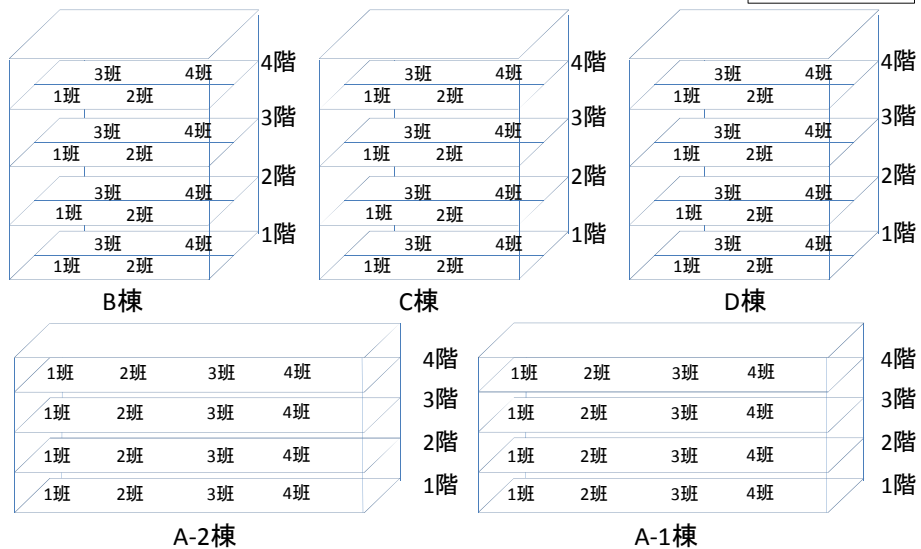 3班 4班 4階
1班 2班
3班 4班 3階
1班 2班
3班 4班 2階
1班 2班
3班 4班 1階
1班 2班
B棟
3班 4班 4階
1班 2班
3班 4班 3階
1班 2班
3班 4班 2階
1班 2班
3班 4班 1階
1班 2班
C棟
3班 4班 4階
1班 2班
3班 4班 3階
1班 2班
3班 4班 2階
1班 2班
3班 4班 1階
1班 2班
D棟
1班 2班 3班 4班 4階
1班 2班 3班 4班 3階
1班 2班 3班 4班 2階
1班 2班 3班 4班 1階
A-2棟
1班 2班 3班 4班 4階
1班 2班 3班 4班 3階
1班 2班 3班 4班 2階
1班 2班 3班 4班 1階
A-1棟